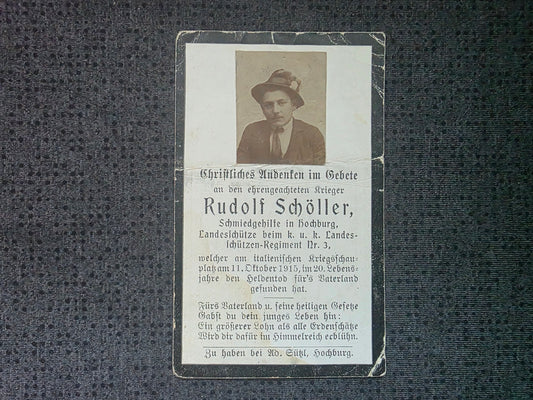 Christliches Andenken im Gebete
an den ehrengeachteten Krieger
Rudolf Schöller,
Schmiedgehilfe in Hochburg,
Landesschütze beim k. u. k. Landes-
schützen-Regiment Nr. 3,
welcher am italienischen Kriegsschau-
platz am 11. Oktober 1915, im 20. Lebens-
jahre den Heldentod für's Vaterland
gefunden hat.
Fürs Vaterland u. seine heiligen Gesetze
Gabst du dein junges Leben hin:
Ein größerer Lohn als alle Erdenschätze
Wird dir dafür im Himmelreich erblühn.
Zu haben bei Ad. Sützl, Hochburg.